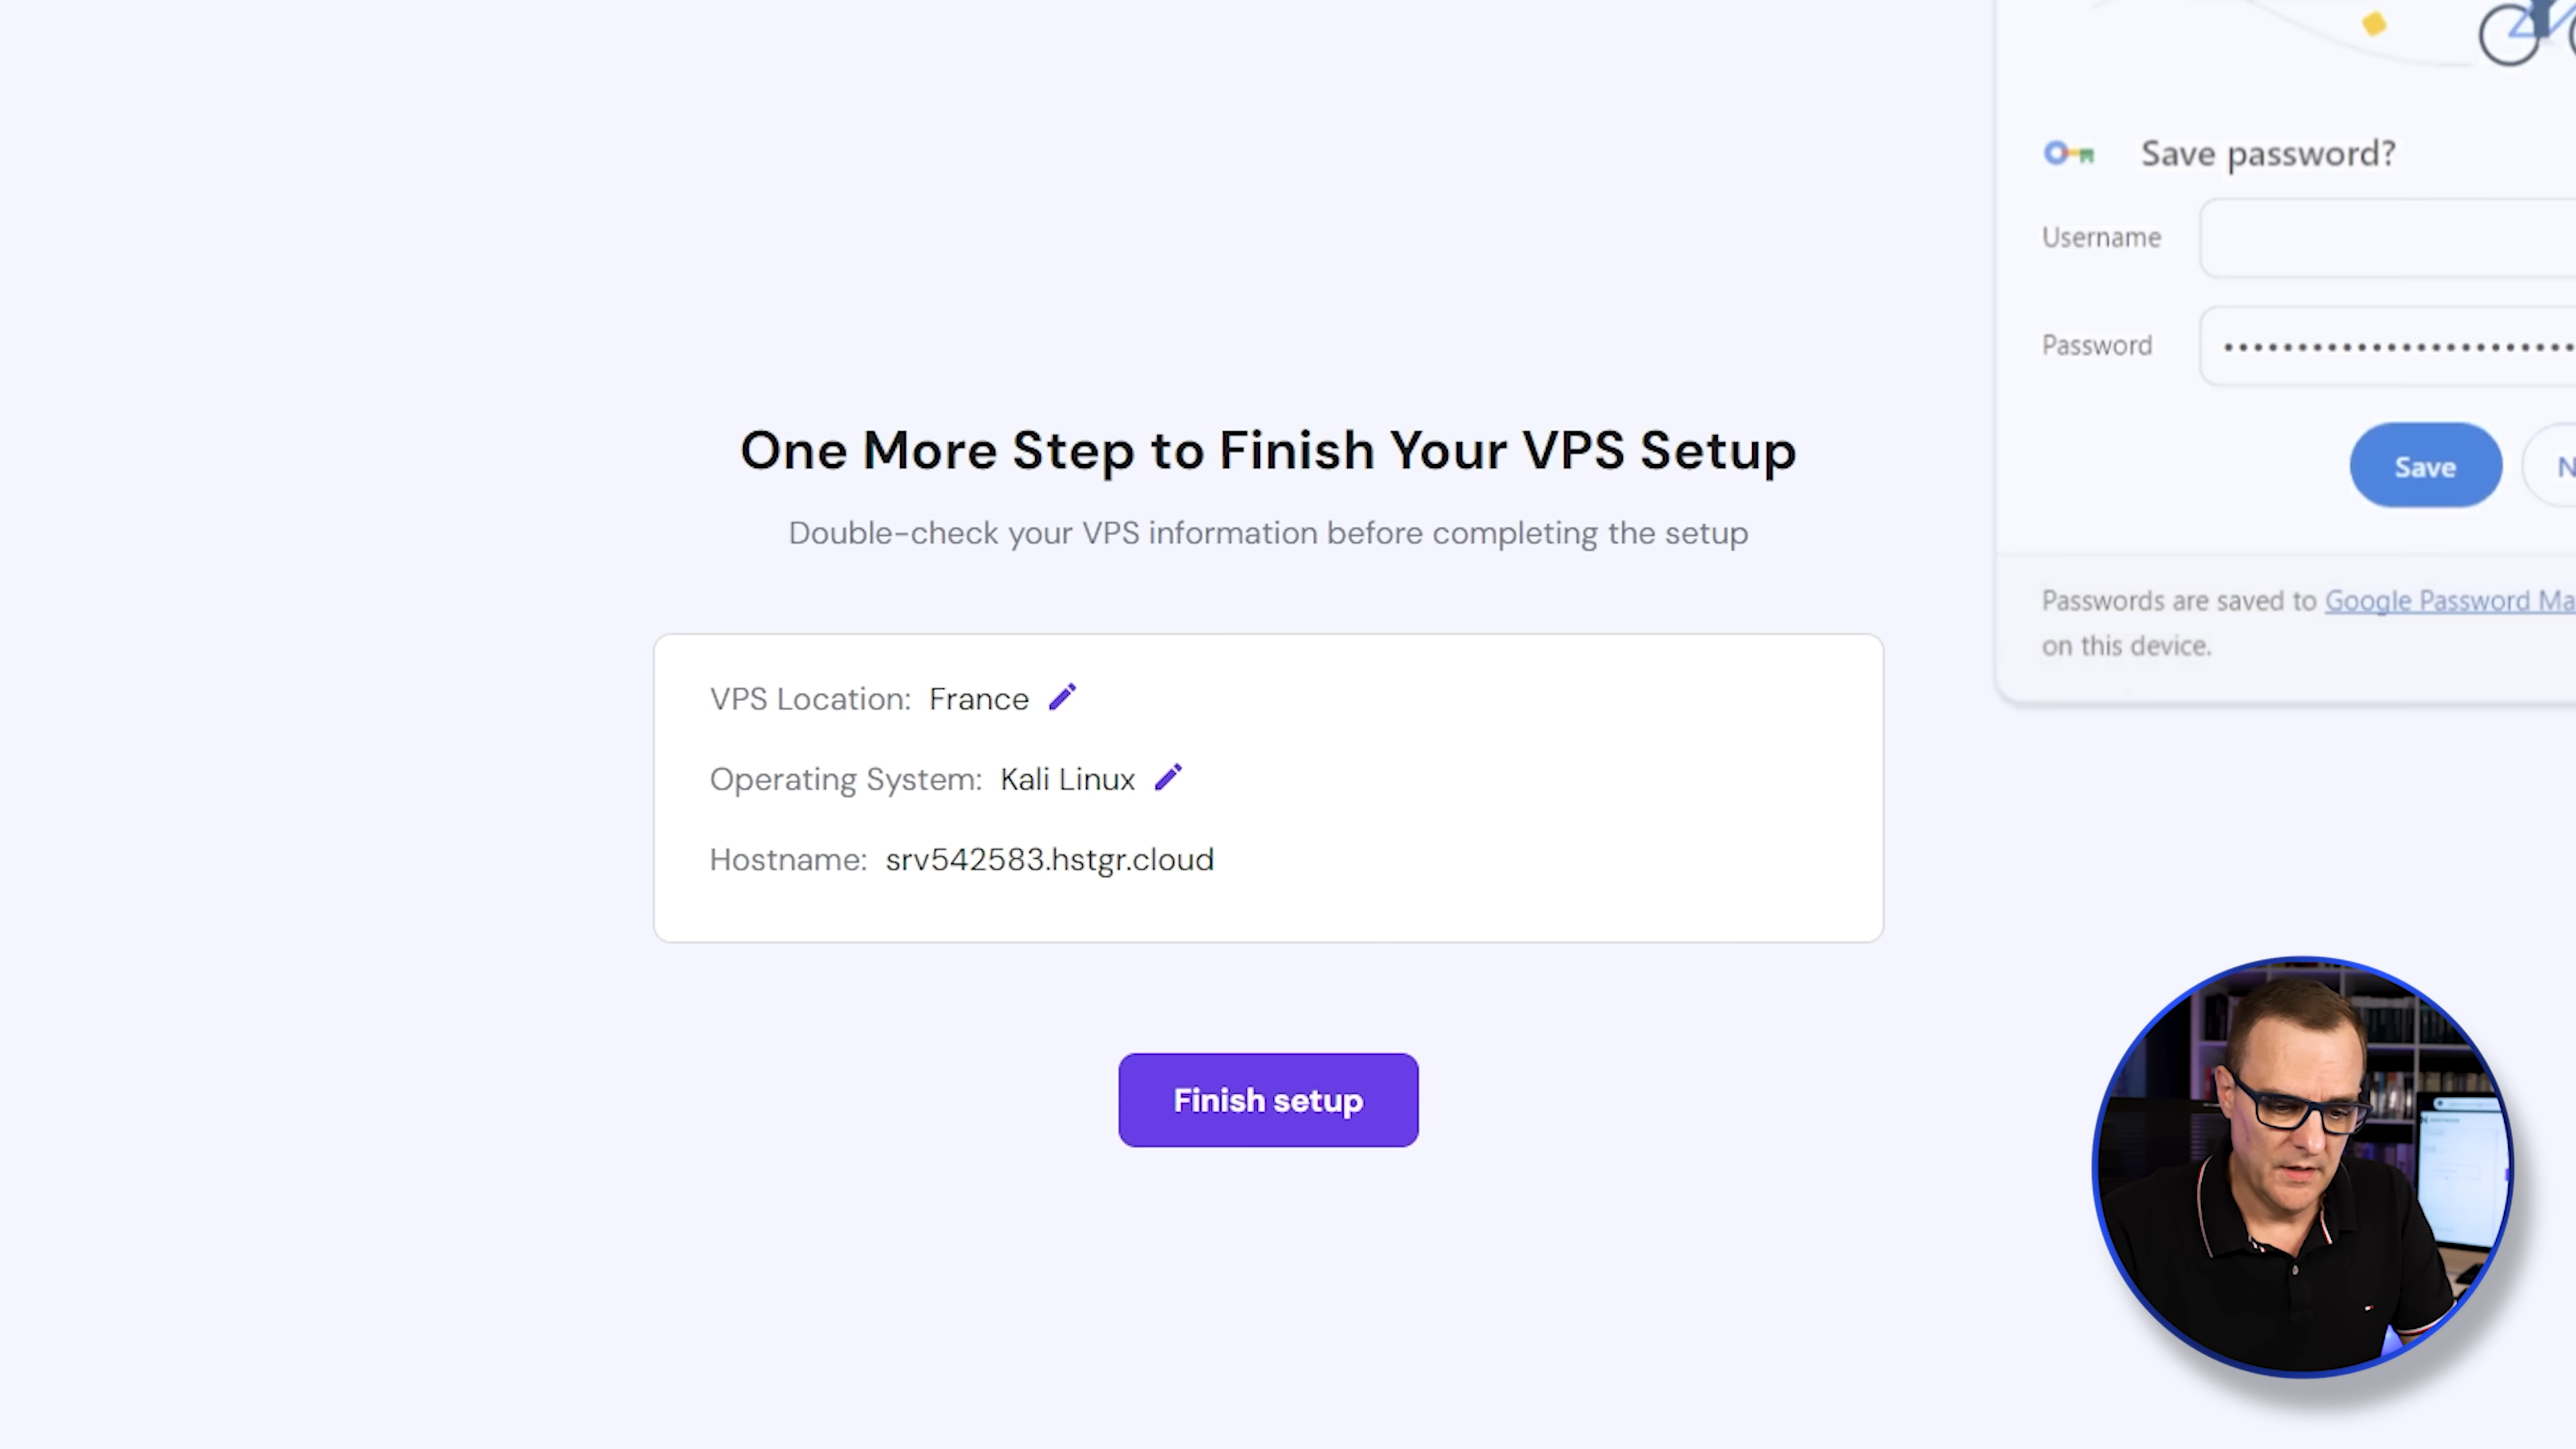 One More Step to Finish Your VPS Setup
Double-check your VPS information before completing the setup
VPS Location: France
Operating System: Kali Linux
Hostname: srv542583.hstgr.cloud
Finish setup
Save password?
Username
Password
Save
Passwords are saved to Google Password
on this device.